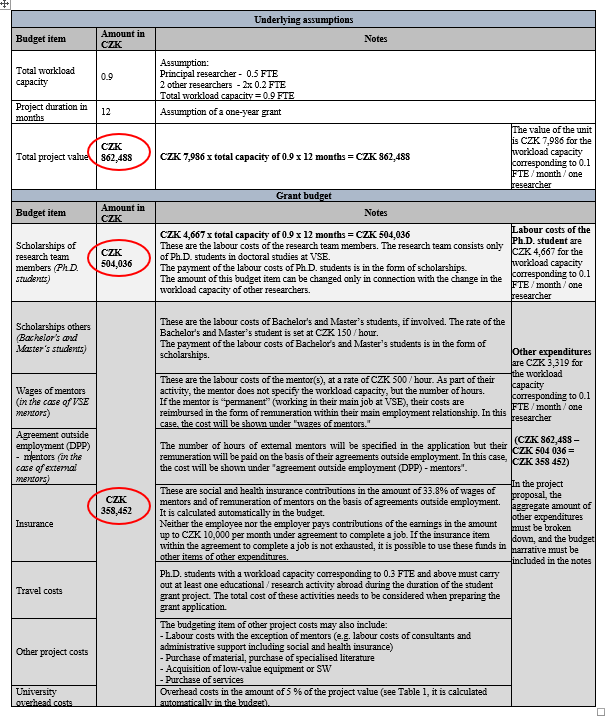 Underlying assumptions
Budget item
Amount in
CZK
Notes
Total workload
capacity
0.9
Assumption:
Principal researcher - 0.5 FTE
2 other researchers - 2x 0.2 FTE
Total workload capacity = 0.9 FTE
Project duration in
months
12
Assumption of a one-year grant
Total project value
CZK
862,488
CZK 7,986 x total capacity of 0.9 x 12 months = CZK 862,488
The value of the unit
is CZK 7,986 for the
workload capacity
corresponding to 0.1
FTE / month / one
researcher
Grant budget
Budget item
Amount in
CZK
Notes
Scholarships of
research team
members (Ph.D.
students)
CZK
504,036
CZK 4,667 x total capacity of 0.9 x 12 months = CZK 504,036
These are the labour costs of the research team members. The research team consists only
of Ph.D. students in doctoral studies at VSE.
The payment of the labour costs of Ph.D. students is in the form of scholarships.
The amount of this budget item can be changed only in connection with the change in the
workload capacity of other researchers.
Labour costs of the
Ph.D. student are
CZK 4,667 for the
workload capacity
corresponding to 0.1
FTE / month / one
researcher
Scholarships others
(Bachelor's and
Master's students)
These are the labour costs of Bachelor's and Master's students, if involved. The rate of the
Bachelor's and Master's student is set at CZK 150 / hour.
The payment of labour costs of Bachelor's and Master's students is in the form of
scholarships.
Wages of mentors
(in the case of VSE
mentors)
These are the labour costs of the mentor(s), at a rate of CZK 500 / hour. As part of their
activity, the mentor does not specify the workload capacity, but the number of hours.
If the mentor is "permanent" (working in their main job at VSE), their costs are
reimbursed in the form of remuneration within their main employment relationship. In this
case, the cost will be shown under "wages of mentors."
Agreement outside
employment (DPP)
- mentors (in the
case of external
mentors)
The number of hours of external mentors will be specified in the application but their
remuneration will be paid on the basis of their agreements outside employment. In this case,
the cost will be shown under "agreement outside employment (DPP) - mentors".
Insurance
CZK
358,452
These are social and health insurance contributions in the amount of 33.8% of wages of
mentors and of remuneration of mentors on the basis of agreements outside employment.
It is calculated automatically in the budget.
Neither the employee nor the employer pays contributions of the earnings in the amount
up to CZK 10,000 per month under agreement to complete a job. If the insurance item
within the agreement to complete a job is not exhausted, it is possible to use these funds in
other items of other expenditures.
Travel costs
Ph.D. students with a workload capacity corresponding to 0.3 FTE and above must carry
out at least one educational / research activity abroad during the duration of the student
grant project. The total cost of these activities needs to be considered when preparing the
grant application.
Other project costs
The budgeting item of other project costs may also include:
- Labour costs with the exception of mentors (e.g. labour costs of consultants and
administrative support including social and health insurance)
- Purchase of material, purchase of specialised literature
- Acquisition of low-value equipment or SW
- Purchase of services
University
overhead costs
Overhead costs in the amount of 5 % of the project value (see Table 1, it is calculated
automatically in the budget).
Other expenditures
are CZK 3,319 for
the workload
capacity
corresponding to 0.1
FTE / month / one
researcher
(CZK 862,488 –
CZK 504 036 =
CZK 358 452)
In the project
proposal, the
aggregate amount of
other expenditures
must be broken
down, and the budget
narrative must be
included in the notes